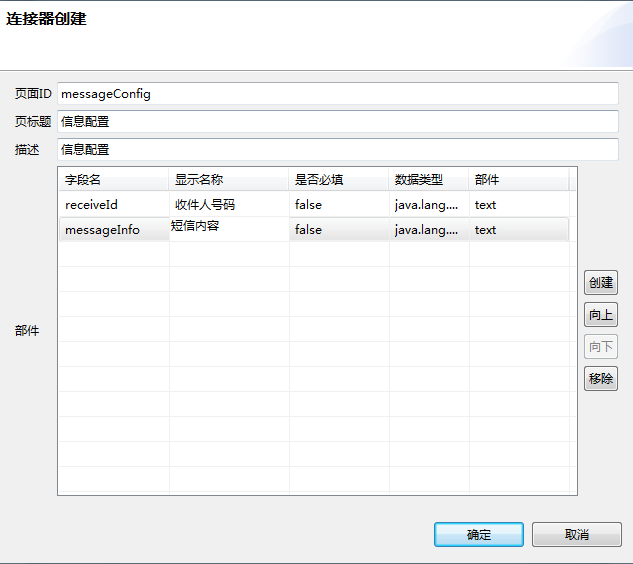 连接器创建
页面ID messageConfig
页标题 信息配置
描述 信息配置
字段名 显示名称 是否必填 数据类型 部件
receiveId 收件人号码 false java.lang.... text
messageInfo 短信内容 false java.lang.... text
创建
向上
部件
向下
移除
确定 取消